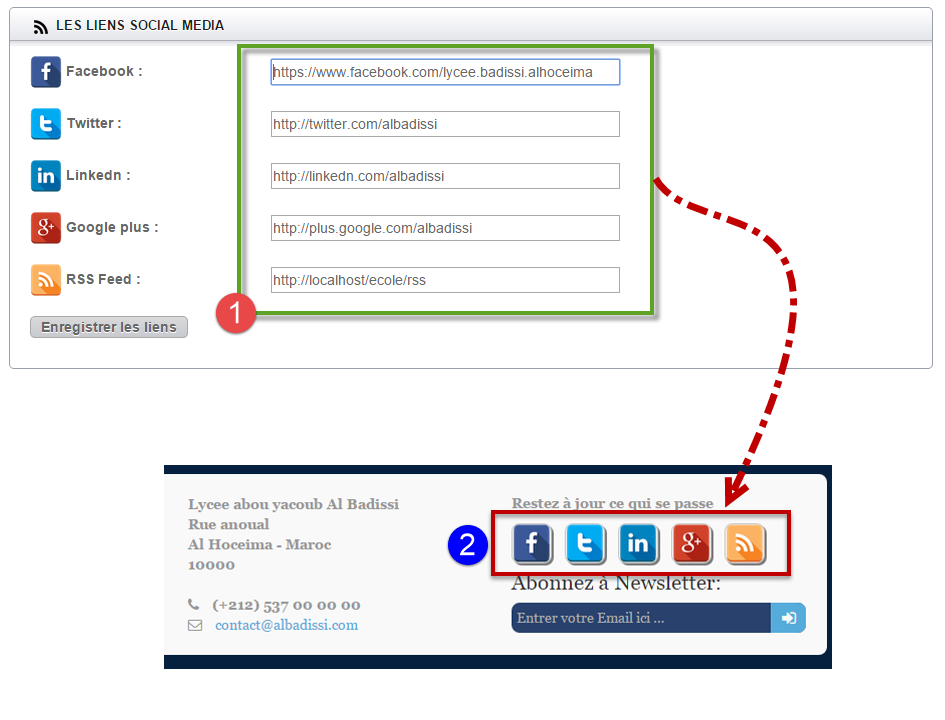 LES LIENS SOCIAL MEDIA
f Facebook : https://www.facebook.com/lycee.badissi.alhoceima
Twitter : http://twitter.com/albadissi
in Linkedn : http://linkedn.com/albadissi
g+ Google plus : http://plus.google.com/albadissi
RSS Feed : http://localhost/ecole/rss
1
Enregistrer les liens
Lycee abou yacoub Al Badissi
Rue anoual
Al Hoceima - Maroc
10000
(+212) 537 00 00 00
contact@albadissi.com
Restez à jour ce qui se passe
2
f in g+
Abonnez à Newsletter:
Entrer votre Email ici ...